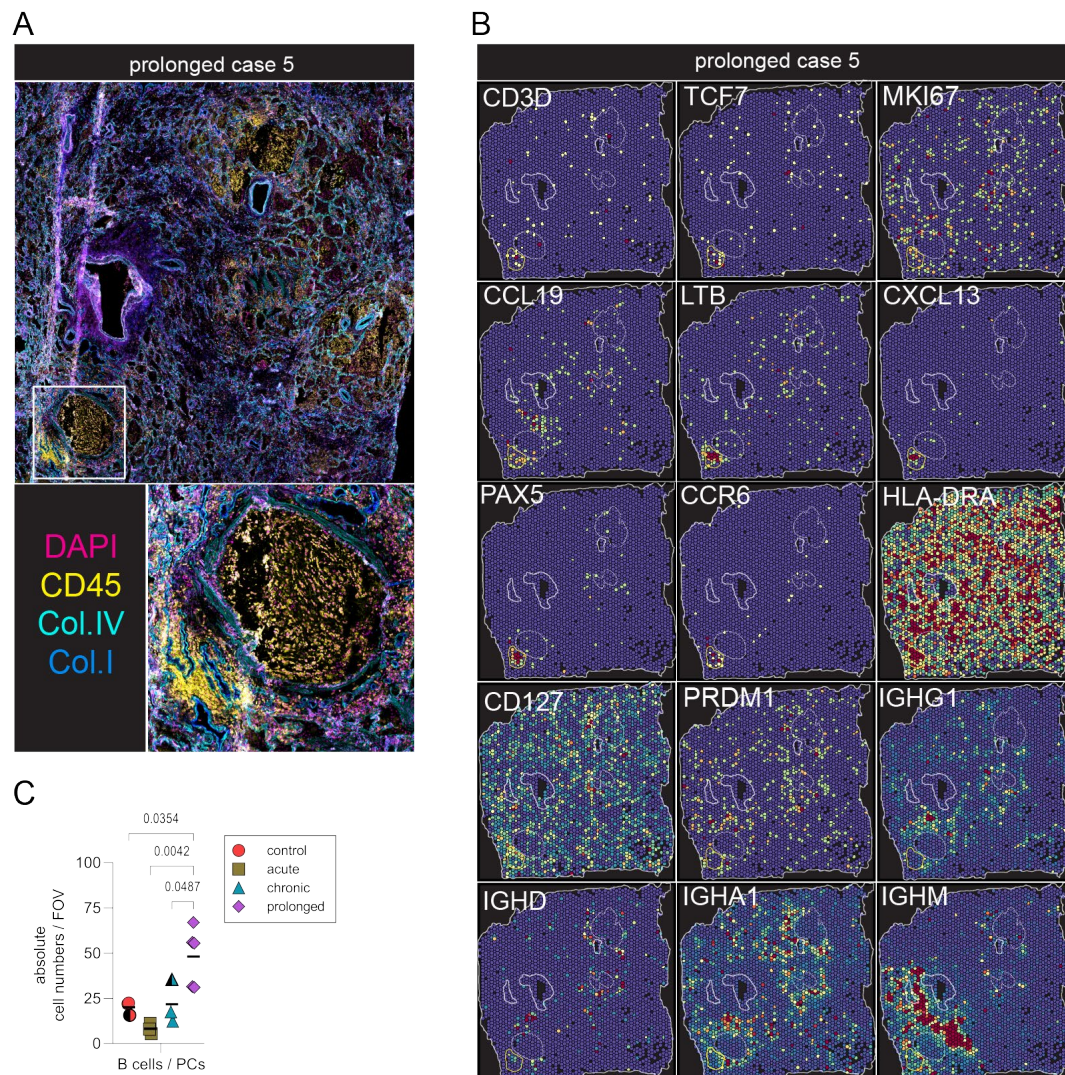 A
prolonged case 5
DAPI
CD45
Col.IV
Col.I
B
prolonged case 5
CD3D TCF7 MKI67
CCL19 LTB CXCL13
PAX5 CCR6 HLA-DRA
CD127 PRDM1 IGHG1
IGHD IGHA1 IGHM
C
0.0354
0.0042
0.0487
100
75
50
25
0
absolute
cell numbers / FOV
B cells / PCs
control
acute
chronic
prolonged